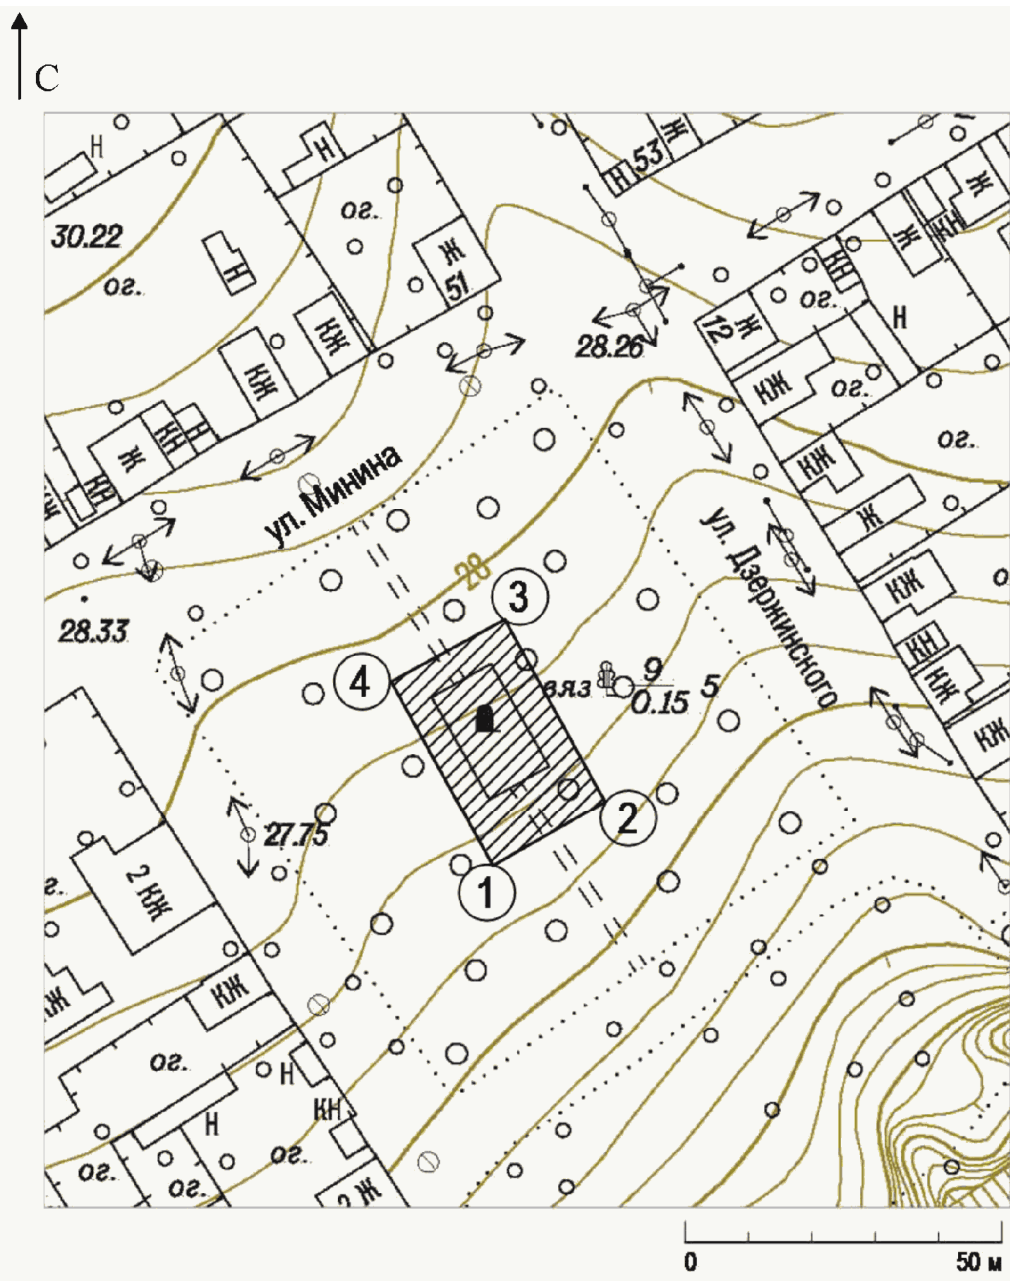 С
Н
Н
Ж
53
Н
Ж
30.22
ог.
Ж
51
КН
Ж
ог.
Н
КЖ
КЖ
28.26
12
Ж
ог.
КН
Н
КЖ
ог.
ог.
Ж
КН
Н
КН
КЖ
ул. Минина
КЖ
Ж
ул. Дзержинского
28
КЖ
28.33
3
4
вяз
9
0.15
5
КН
КЖ
КЖ
27.75
2
1
2 КЖ
КЖ
КЖ
ог.
Н
КН
Н
ог.
ог.
ог.
2 Ж
0
50 м